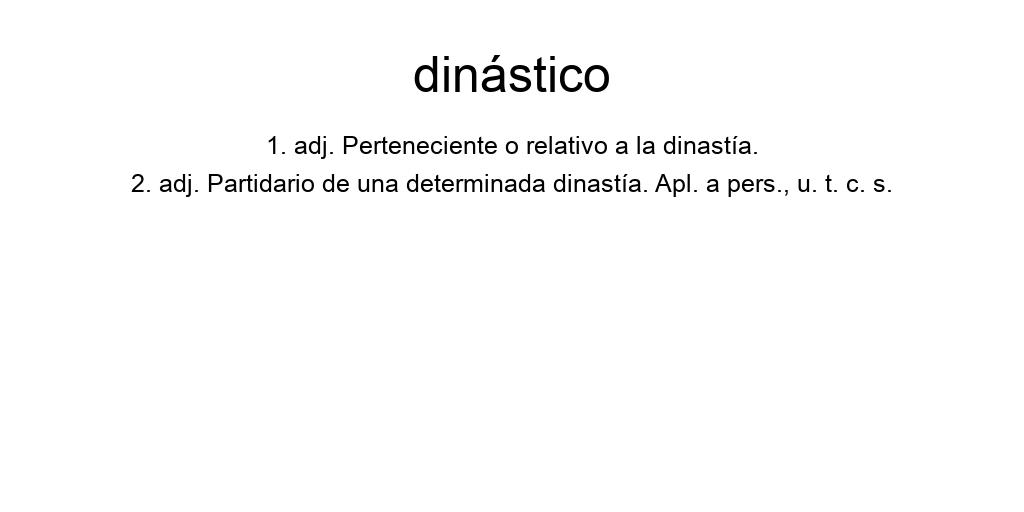 dinástico
1. adj. Perteneciente o relativo a la dinastía.
2. adj. Partidario de una determinada dinastía. Apl. a pers., u. t. c. s.